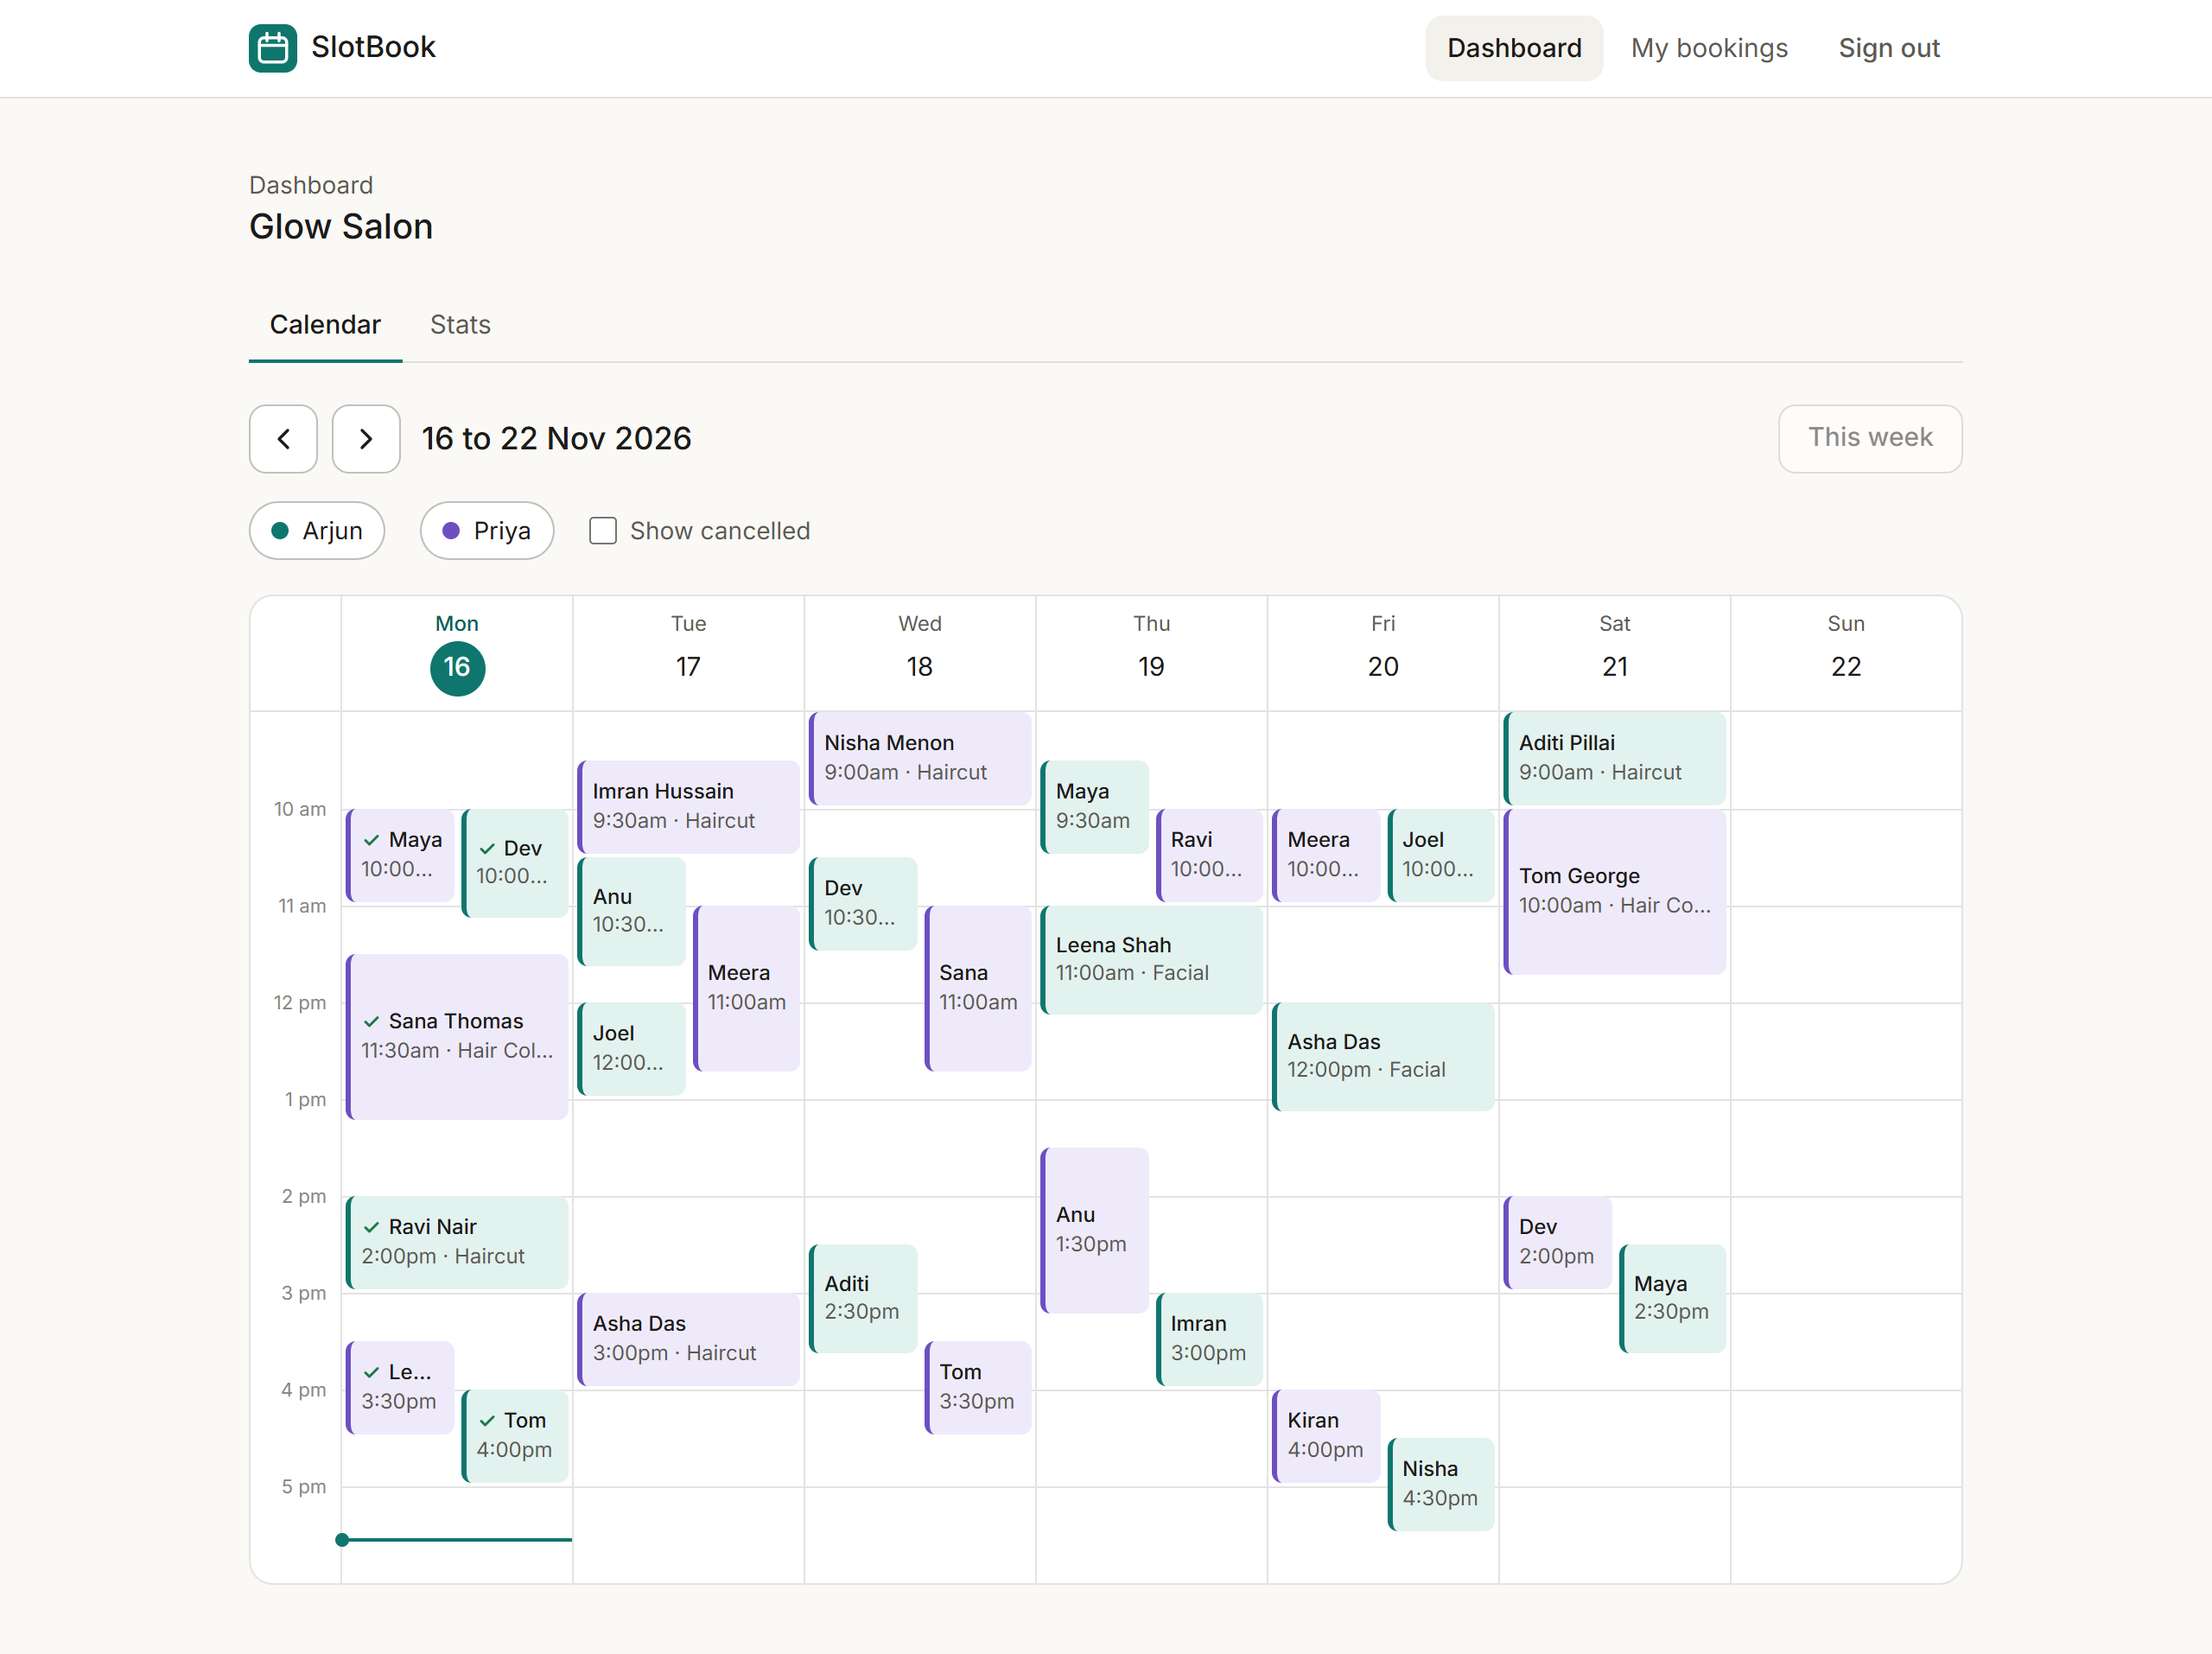 SlotBook
Dashboard
My bookings
Sign out
Dashboard
Glow Salon
Calendar
Stats
16 to 22 Nov 2026
This week
Arjun
Priya
Show cancelled
Mon
16
Tue
17
Wed
18
Thu
19
Fri
20
Sat
21
Sun
22
10 am
11 am
12 pm
1 pm
2 pm
3 pm
4 pm
5 pm
Maya
10:00...
Dev
10:00...
Sana Thomas
11:30am · Hair Col...
Ravi Nair
2:00pm · Haircut
Le...
3:30pm
Tom
4:00pm
Imran Hussain
9:30am · Haircut
Anu
10:30...
Meera
11:00am
Joel
12:00...
Asha Das
3:00pm · Haircut
Nisha Menon
9:00am · Haircut
Dev
10:30...
Sana
11:00am
Aditi
2:30pm
Tom
3:30pm
Maya
9:30am
Ravi
10:00...
Leena Shah
11:00am · Facial
Anu
1:30pm
Imran
3:00pm
Meera
10:00...
Joel
10:00...
Asha Das
12:00pm · Facial
Kiran
4:00pm
Nisha
4:30pm
Aditi Pillai
9:00am · Haircut
Tom George
10:00am · Hair Co...
Dev
2:00pm
Maya
2:30pm